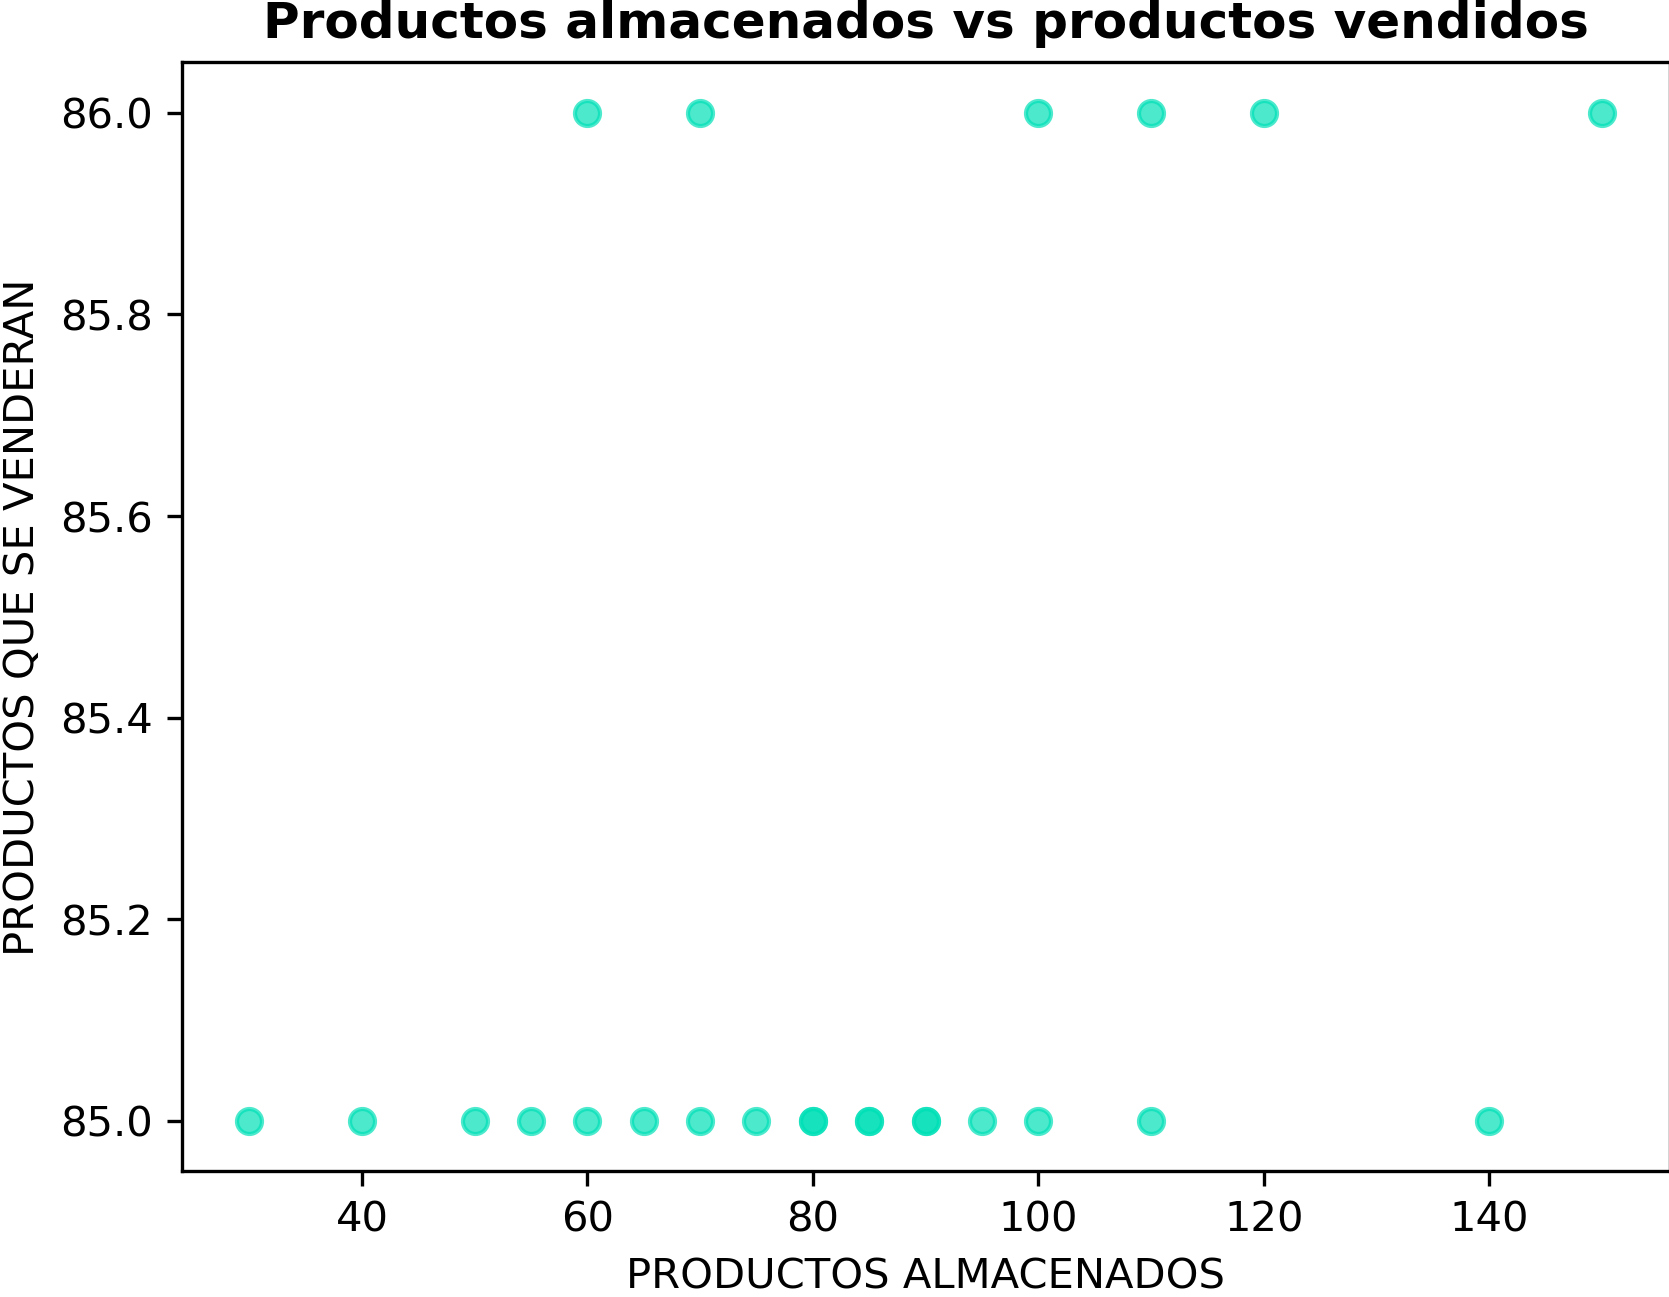 Productos almacenados vs productos vendidos
86.0
85.8
85.6
85.4
85.2
85.0
PRODUCTOS QUE SE VENDERAN
40 60 80 100 120 140
PRODUCTOS ALMACENADOS